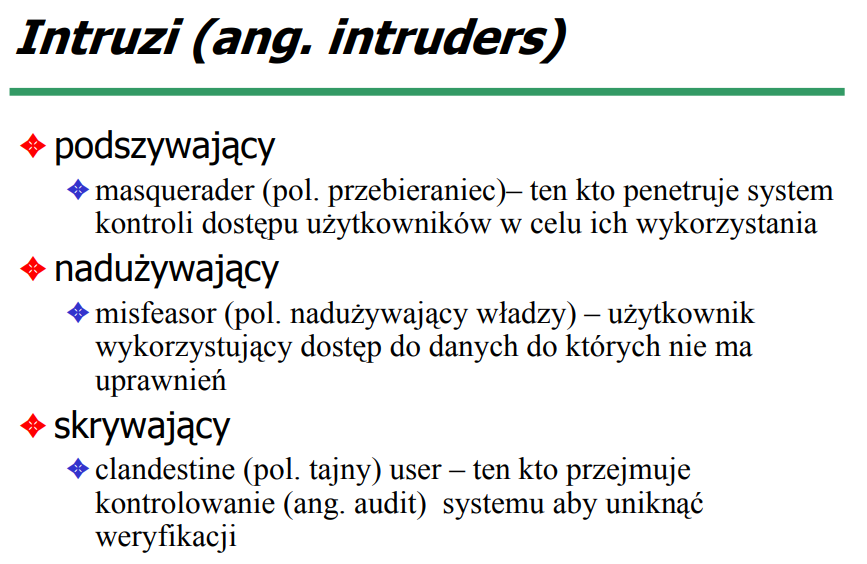 Intruzi (ang. intruders)
podszywający
masquerader (pol. przebieraniec)– ten kto penetruje system
kontroli dostępu użytkowników w celu ich wykorzystania
nadużywający
misfeasor (pol. nadużywający władzy) – użytkownik
wykorzystujący dostęp do danych do których nie ma
uprawnień
skrywający
clandestine (pol. tajny) user – ten kto przejmuje
kontrolowanie (ang. audit)  systemu aby uniknąć
weryfikacji